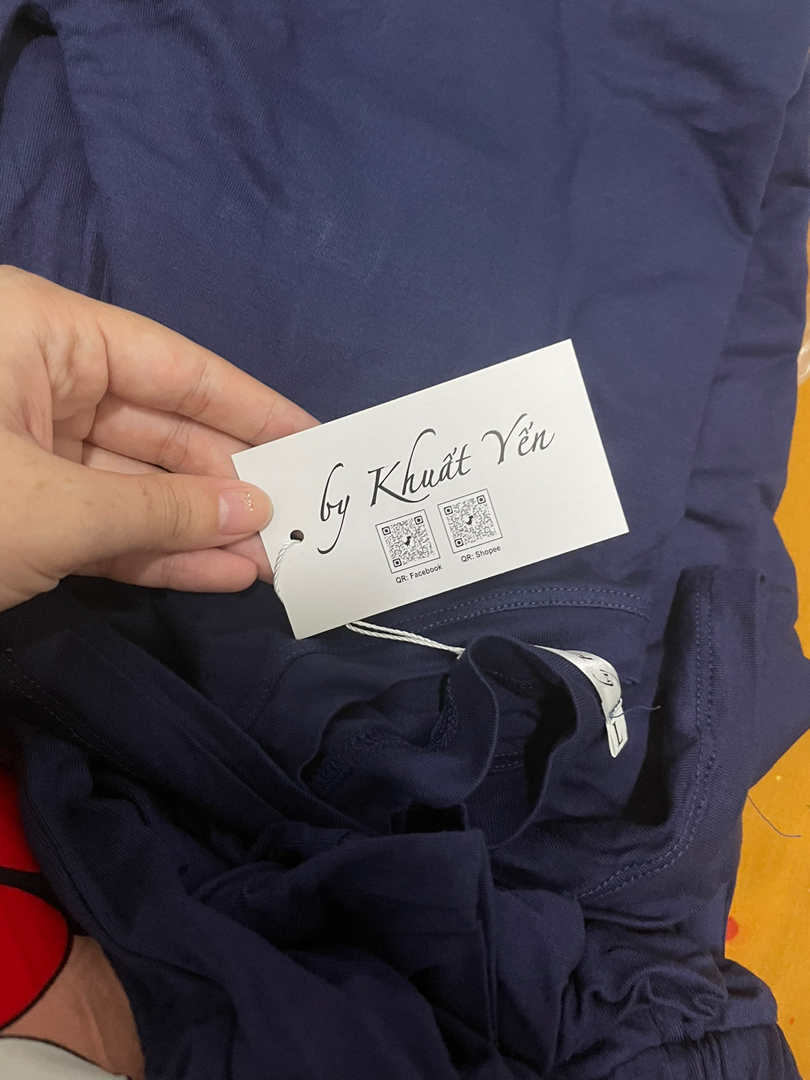 by Khuất Yến
QR: Facebook
QR: Shopee
L